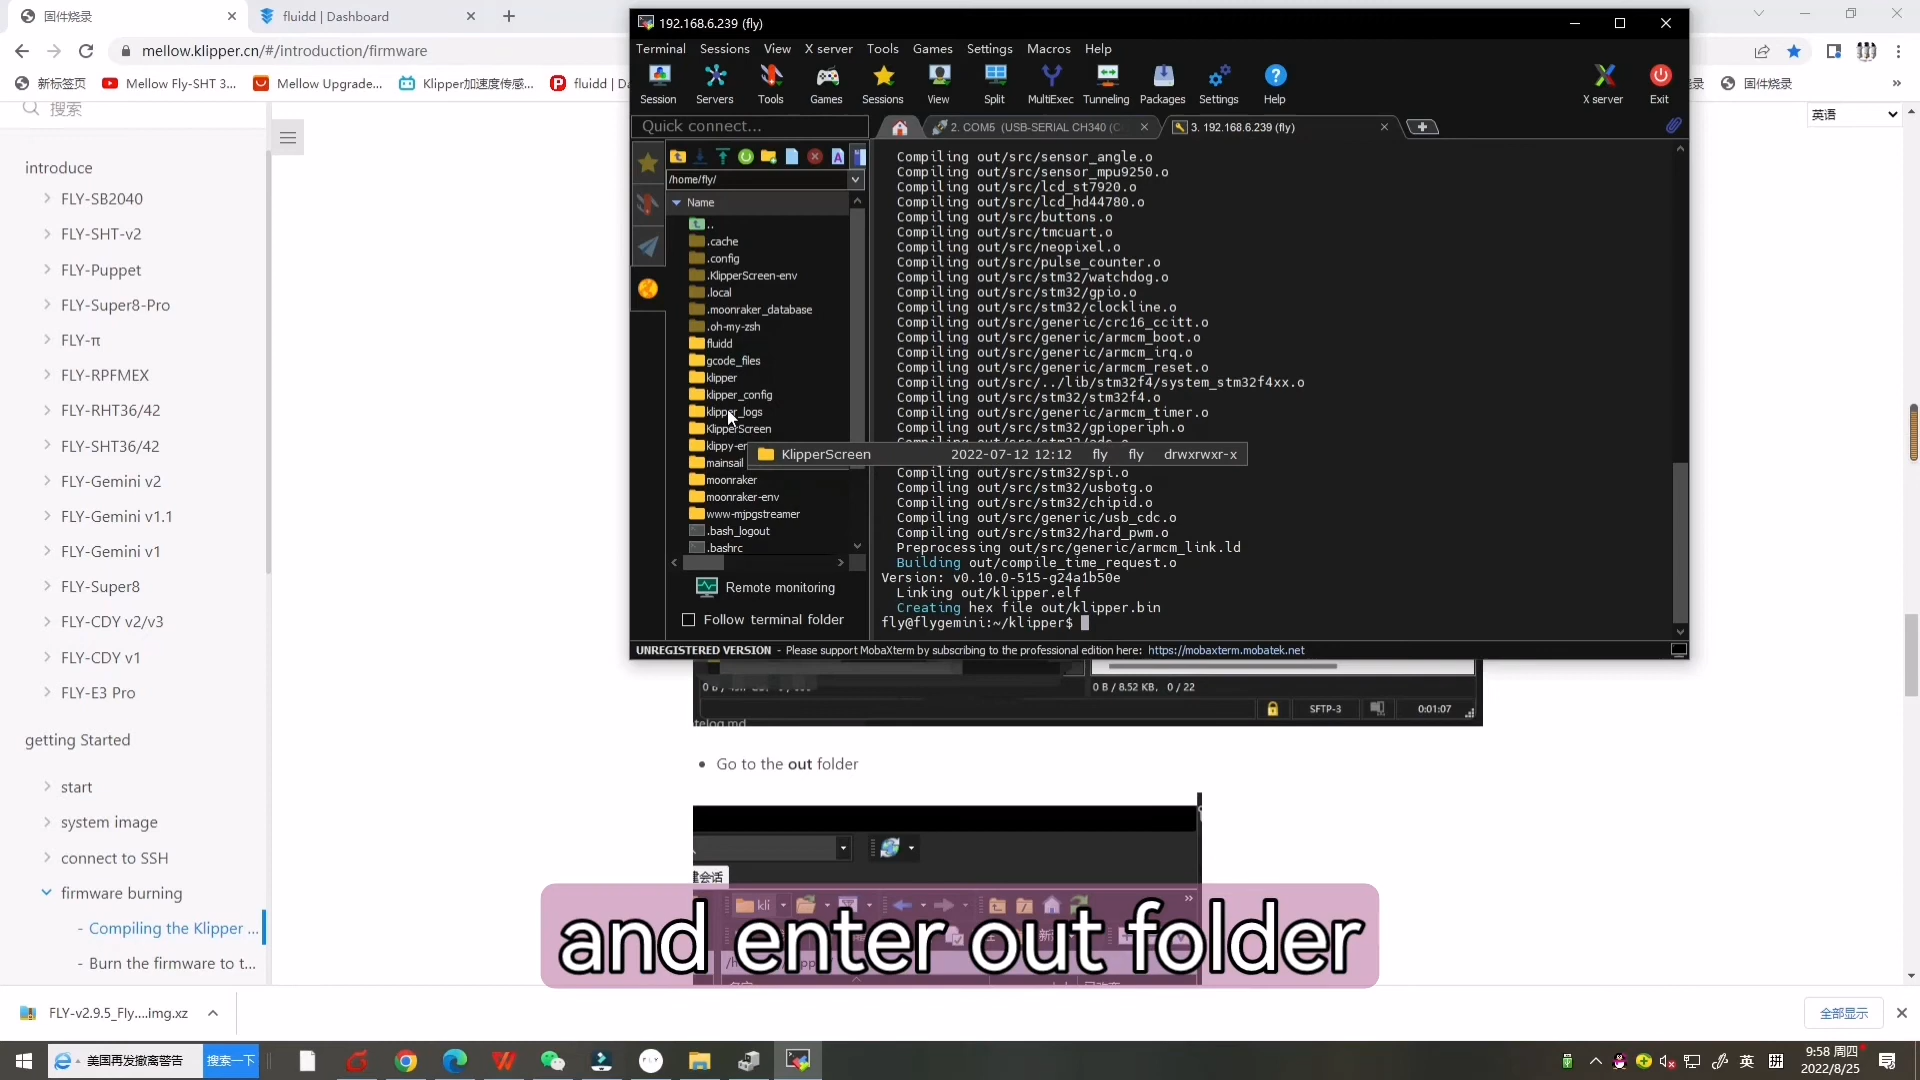 固件烧录
fluidd | Dashboard
mellow.klipper.cn/#/introduction/firmware
新标签页
Mellow Fly-SHT 3...
Mellow Upgrade...
Klipper加速度传感...
fluidd | Da
固件烧录
搜索
英语
introduce
FLY-SB2040
FLY-SHT-v2
FLY-Puppet
FLY-Super8-Pro
FLY-π
FLY-RPFMEX
FLY-RHT36/42
FLY-SHT36/42
FLY-Gemini v2
FLY-Gemini v1.1
FLY-Gemini v1
FLY-Super8
FLY-CDY v2/v3
FLY-CDY v1
FLY-E3 Pro
getting Started
start
system image
connect to SSH
firmware burning
- Compiling the Klipper ...
- Burn the firmware to t...
192.168.6.239 (fly)
Terminal Sessions View X server Tools Games Settings Macros Help
Session Servers Tools Games Sessions View Split MultiExec Tunneling Packages Settings Help
X server Exit
Quick connect...
2. COM5 (USB-SERIAL CH340 (C
3. 192.168.6.239 (fly)
/home/fly/
Name
..
.cache
.config
.KlipperScreen-env
.local
.moonraker_database
.oh-my-zsh
fluidd
gcode_files
klipper
klipper_config
klipper_logs
KlipperScreen
klippy-en
mainsail
moonraker
moonraker-env
www-mjpgstreamer
.bash_logout
.bashrc
Remote monitoring
Follow terminal folder
Compiling out/src/sensor_angle.o
Compiling out/src/sensor_mpu9250.o
Compiling out/src/lcd_st7920.o
Compiling out/src/lcd_hd44780.o
Compiling out/src/buttons.o
Compiling out/src/tmcuart.o
Compiling out/src/neopixel.o
Compiling out/src/pulse_counter.o
Compiling out/src/stm32/watchdog.o
Compiling out/src/stm32/gpio.o
Compiling out/src/stm32/clockline.o
Compiling out/src/generic/crc16_ccitt.o
Compiling out/src/generic/armcm_boot.o
Compiling out/src/generic/armcm_irq.o
Compiling out/src/generic/armcm_reset.o
Compiling out/src/../lib/stm32f4/system_stm32f4xx.o
Compiling out/src/stm32/stm32f4.o
Compiling out/src/generic/armcm_timer.o
Compiling out/src/stm32/gpioperiph.o
Compiling out/src/stm32/adc.o
KlipperScreen 2022-07-12 12:12 fly fly drwxrwxr-x
Compiling out/src/stm32/spi.o
Compiling out/src/stm32/usbotg.o
Compiling out/src/stm32/chipid.o
Compiling out/src/generic/usb_cdc.o
Compiling out/src/stm32/hard_pwm.o
Preprocessing out/src/generic/armcm_link.ld
Building out/compile_time_request.o
Version: v0.10.0-515-g24a1b50e
Linking out/klipper.elf
Creating hex file out/klipper.bin
fly@flygemini:~/klipper$
UNREGISTERED VERSION - Please support MobaXterm by subscribing to the professional edition here: https://mobaxterm.mobatek.net
0 B / 8.52 KB, 0 / 22
SFTP-3
0:01:07
telog.md
Go to the out folder
建会话
kli
and enter out folder
FLY-v2.9.5_Fly....img.xz
全部显示
美国再发撤离警告
搜索一下
英
9:58 周四
2022/8/25